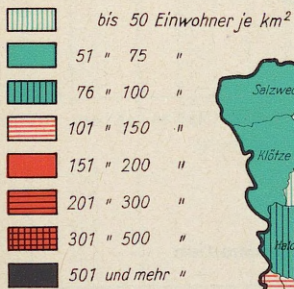 bis 50 Einwohner je km²
51 " 75 "
76 " 100 "
101 " 150 "
151 " 200 "
201 " 300 "
301 " 500 "
501 und mehr "
Salzwe
Klötze